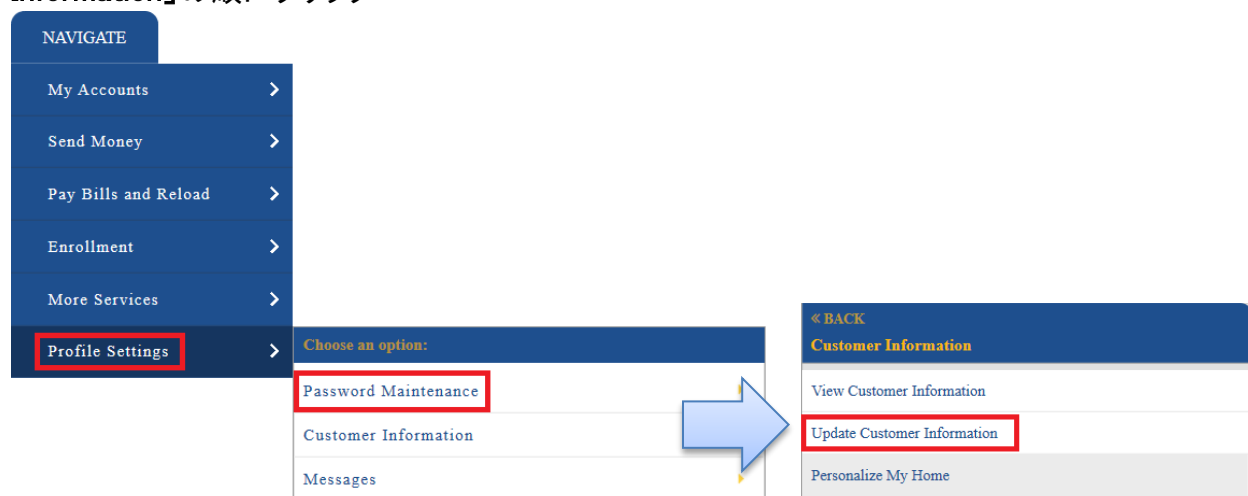 NAVIGATE
My Accounts
Send Money
Pay Bills and Reload
Enrollment
More Services
Profile Settings
Choose an option:
Password Maintenance
Customer Information
Messages
« BACK
Customer Information
View Customer Information
Update Customer Information
Personalize My Home